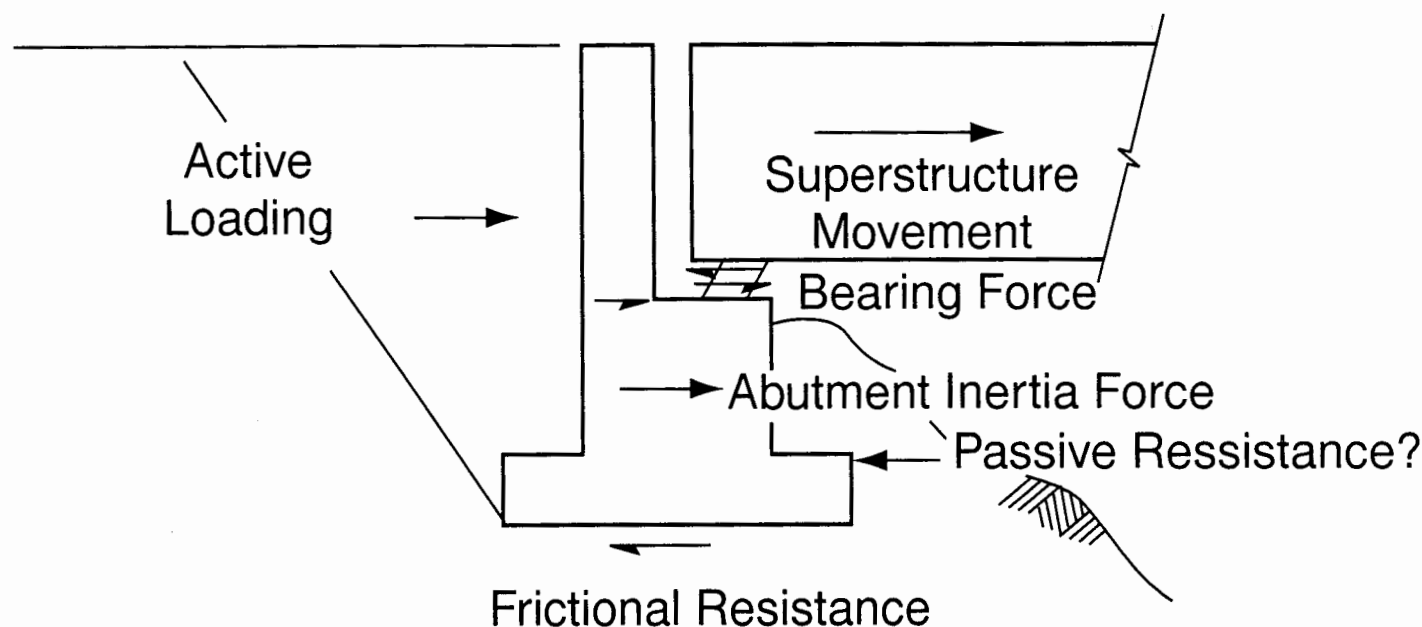 Active
Loading
Superstructure
Movement
Bearing Force
Abutment Inertia Force
Passive Ressistance?
Frictional Resistance